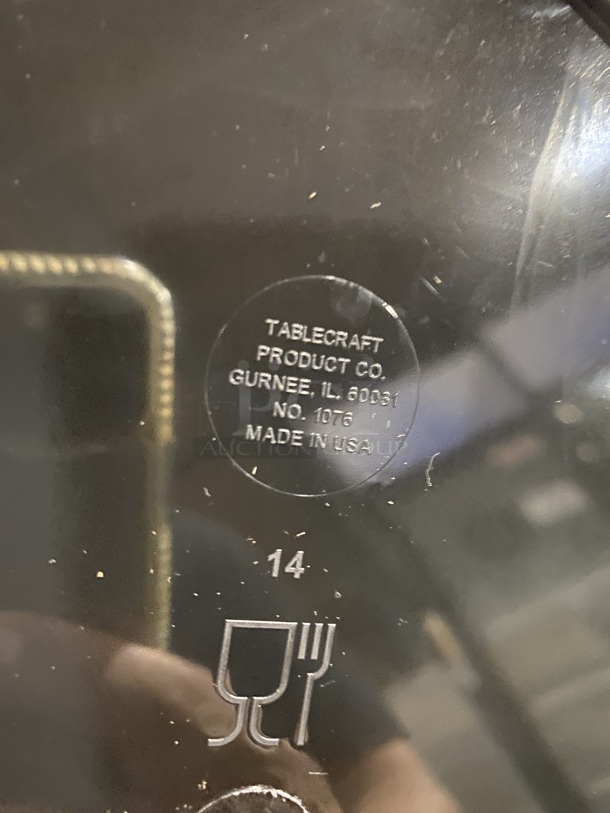 TABLECRAFT
PRODUCT CO.
GURNEE, IL. 60031
NO. 1076
MADE IN USA
14